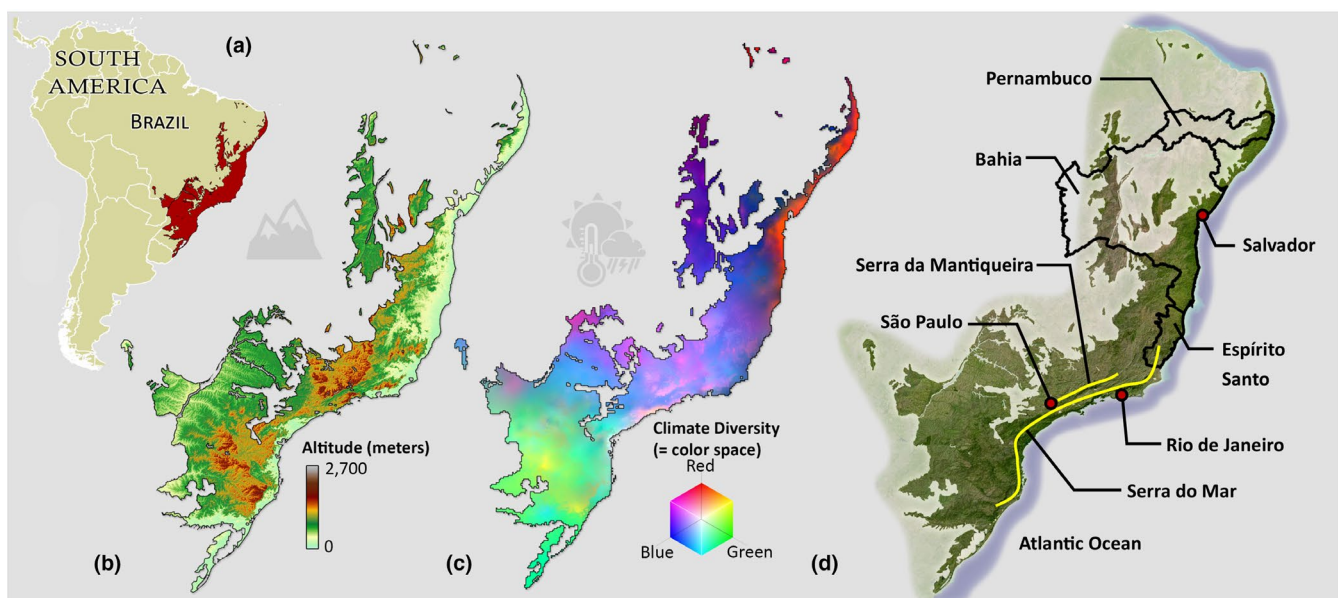 (a)
SOUTH
AMERICA
BRAZIL
(b)
Altitude (meters)
2,700
0
(c)
Climate Diversity
(= color space)
Red
Blue
Green
(d)
Pernambuco
Bahia
Salvador
Serra da Mantiqueira
São Paulo
Espírito
Santo
Rio de Janeiro
Serra do Mar
Atlantic Ocean